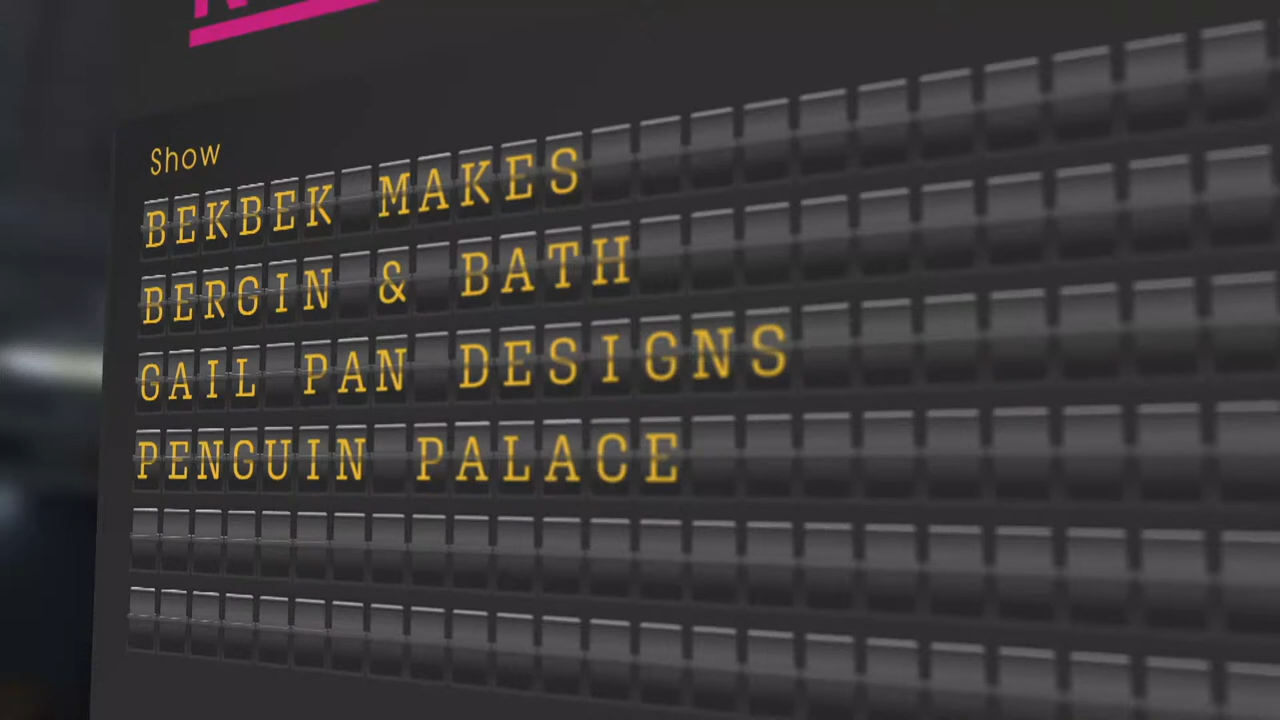 Show
BEKBEK MAKES
BERGIN & BATH
GAIL PAN DESIGNS
PENGUIN PALACE